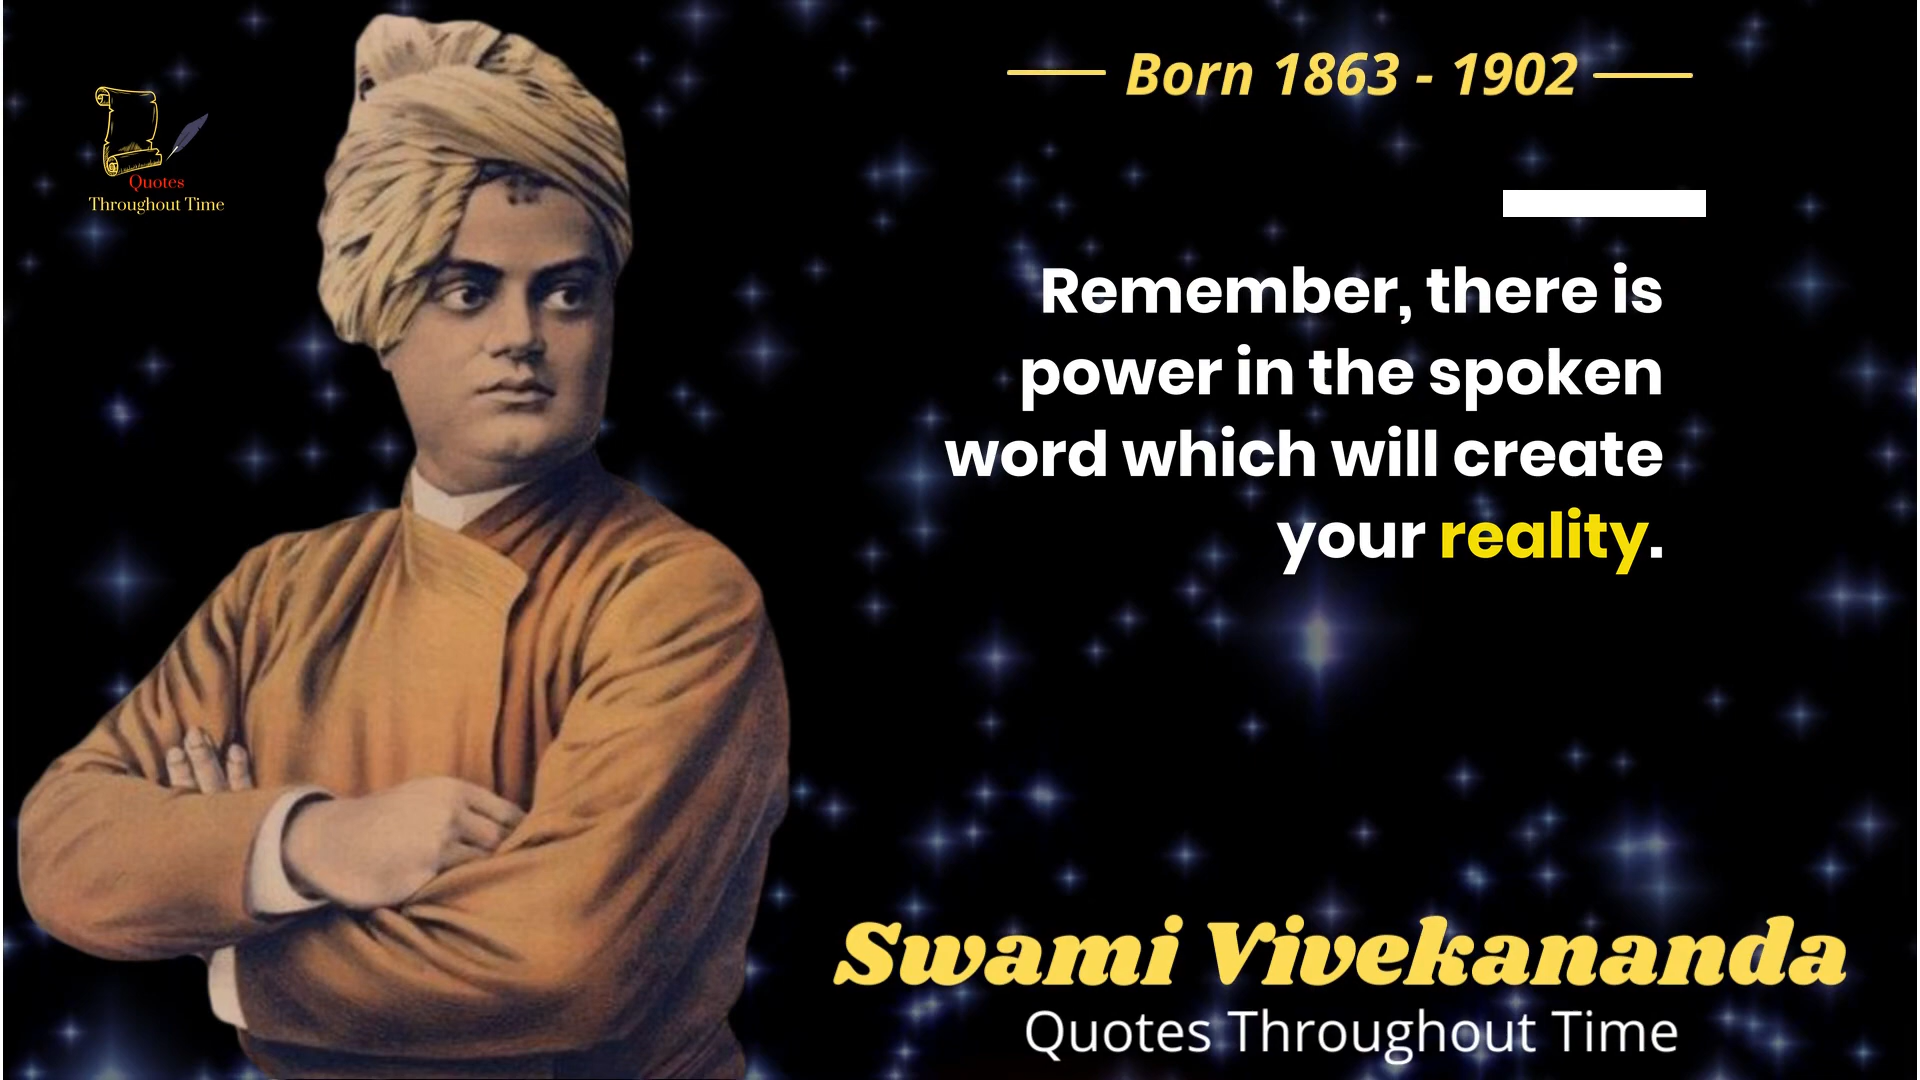 Quotes
Throughout Time
Born 1863 - 1902
Remember, there is
power in the spoken
word which will create
your reality.
Swami Vivekananda
Quotes Throughout Time